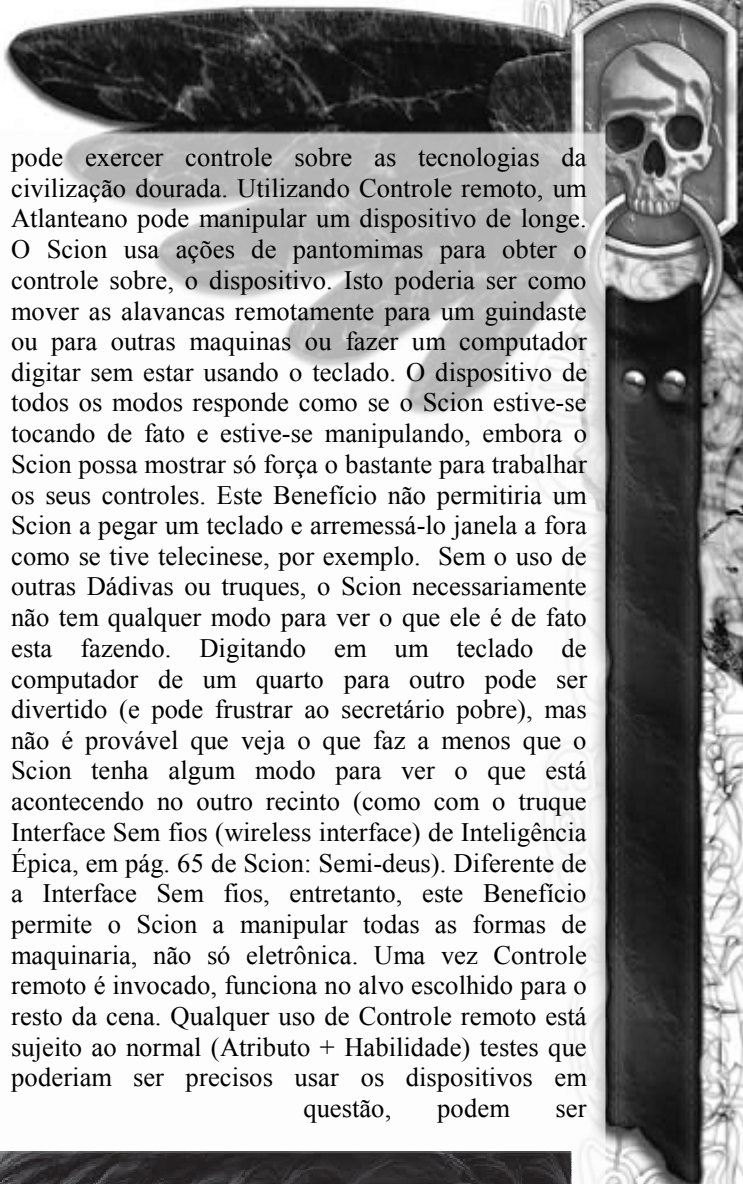 pode exercer controle sobre as tecnologias da
civilização dourada. Utilizando Controle remoto, um
Atlanteano pode manipular um dispositivo de longe.
O Scion usa ações de pantomimas para obter o
controle sobre, o dispositivo. Isto poderia ser como
mover as alavancas remotamente para um guindaste
ou para outras maquinas ou fazer um computador
digitar sem estar usando o teclado. O dispositivo de
todos os modos responde como se o Scion estive-se
tocando de fato e estive-se manipulando, embora o
Scion possa mostrar só força o bastante para trabalhar
os seus controles. Este Benefício não permitiria um
Scion a pegar um teclado e arremessá-lo janela a fora
como se tive telecinese, por exemplo. Sem o uso de
outras Dádivas ou truques, o Scion necessariamente
não tem qualquer modo para ver o que ele é de fato
esta fazendo. Digitando em um teclado de
computador de um quarto para outro pode ser
divertido (e pode frustrar ao secretário pobre), mas
não é provável que veja o que faz a menos que o
Scion tenha algum modo para ver o que está
acontecendo no outro recinto (como com o truque
Interface Sem fios (wireless interface) de Inteligência
Épica, em pág. 65 de Scion: Semi-deus). Diferente de
a Interface Sem fios, entretanto, este Benefício
permite o Scion a manipular todas as formas de
maquinaria, não só eletrônica. Uma vez Controle
remoto é invocado, funciona no alvo escolhido para o
resto da cena. Qualquer uso de Controle remoto está
sujeito ao normal (Atributo + Habilidade) testes que
poderiam ser precisos usar os dispositivos em
questão, podem ser